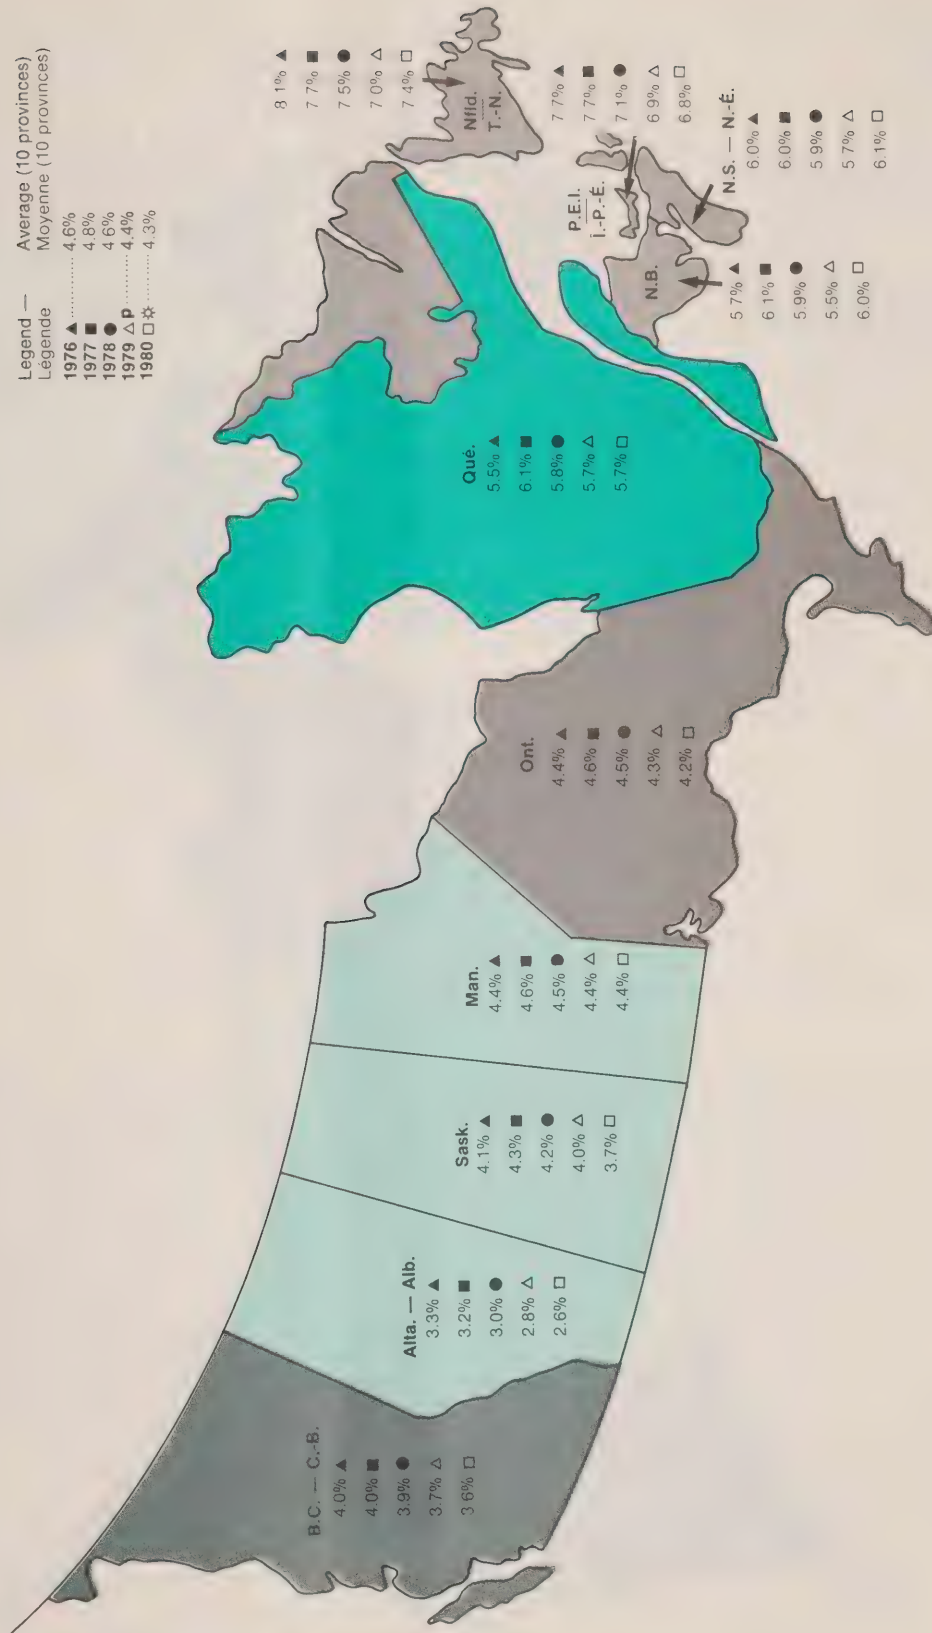 Legend — Average (10 provinces)
Légende Moyenne (10 provinces)
1976 ▲ ............ 4.6%
1977 ■ 4.8%
1978 ● 4.6%
1979 △ p ............ 4.4%
1980 □ ☼ ............ 4.3%
B.C. — C.-B.
4.0% ▲
4.0% ■
3.9% ●
3.7% △
3 6% □
Alta. — Alb.
3.3% ▲
3.2% ■
3.0% ●
2.8% △
2.6% □
Sask.
4.1% ▲
4.3% ■
4.2% ●
4.0% △
3.7% □
Man.
4.4% ▲
4.6% ■
4.5% ●
4.4% △
4.4% □
Ont.
4.4% ▲
4.6% ■
4.5% ●
4.3% △
4.2% □
Qué.
5.5% ▲
6.1% ■
5.8% ●
5.7% △
5.7% □
Nfld.
T.-N.
8 1% ▲
7 7% ■
7 5% ●
7 0% △
7 4% □
P.E.I.
Î.-P.-É.
7 7% ▲
7.7% ■
7 1% ●
6 9% △
6.8% □
N.S. — N.-É.
6.0% ▲
6.0% ■
5 9% ●
5 7% △
6.1% □
N.B.
5 7% ▲
6 1% ■
5.9% ●
5.5% △
6.0% □